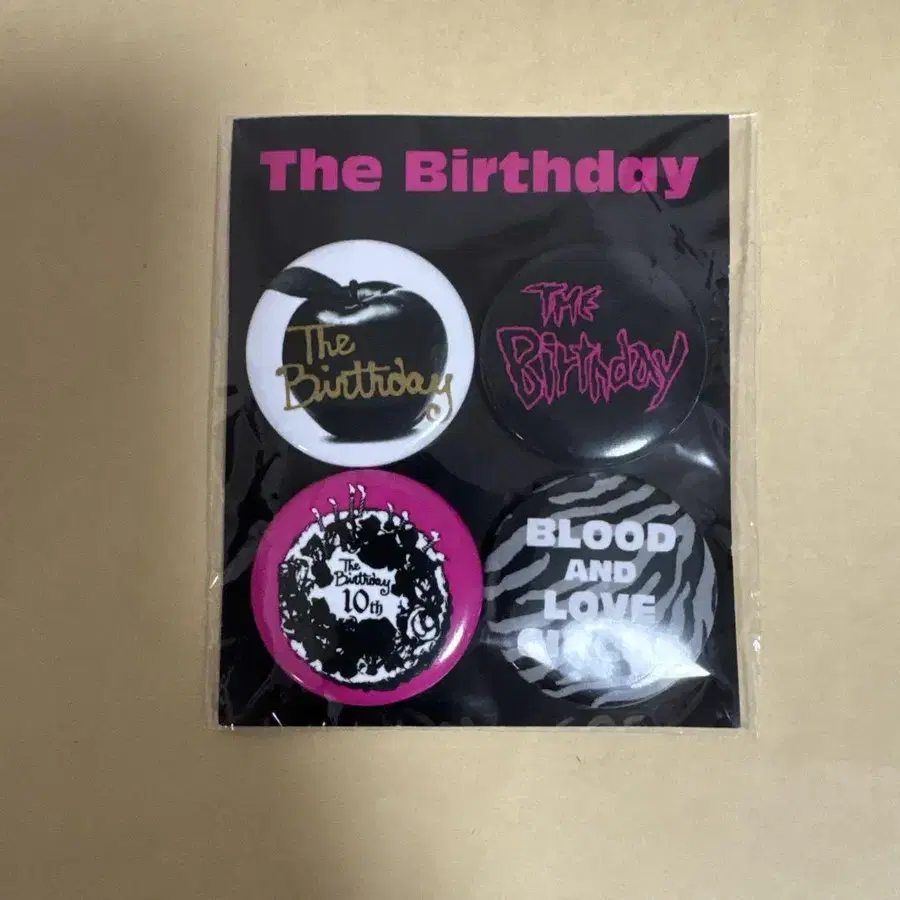 The Birthday
The
Birthday
THE
BirthDay
The
Birthday
10th
BLOOD
AND
LOVE